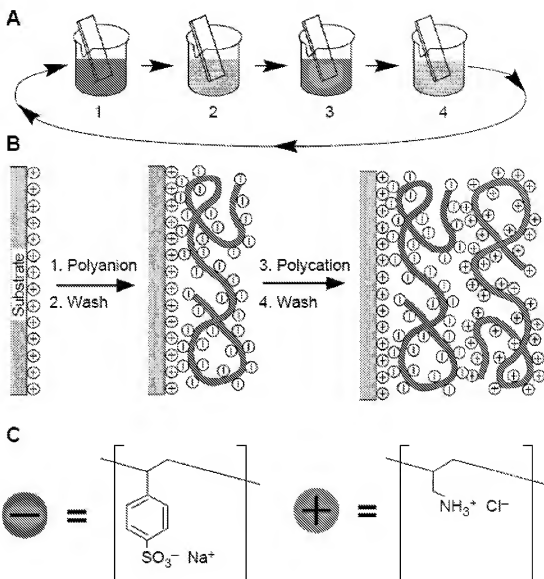 A
1 2 3 4
B
Substrate
1. Polyanion
2. Wash
3. Polycation
4. Wash
C
− =
SO₃⁻ Na⁺
+ =
NH₃⁺ Cl⁻